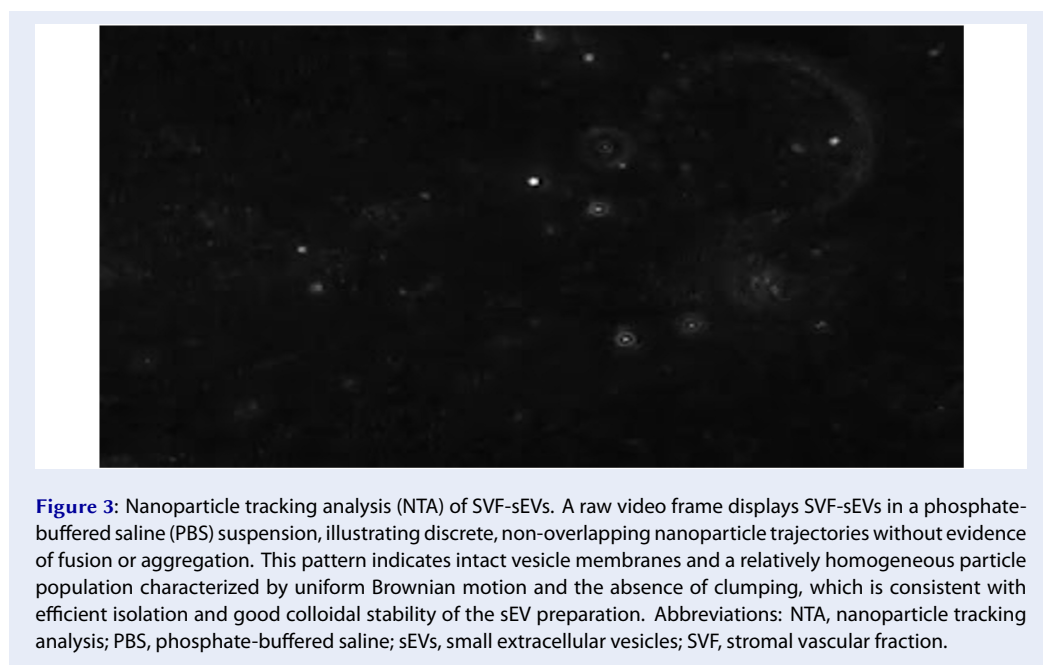 Figure 3: Nanoparticle tracking analysis (NTA) of SVF-sEVs. A raw video frame displays SVF-sEVs in a phosphate-
buffered saline (PBS) suspension, illustrating discrete, non-overlapping nanoparticle trajectories without evidence
of fusion or aggregation. This pattern indicates intact vesicle membranes and a relatively homogeneous particle
population characterized by uniform Brownian motion and the absence of clumping, which is consistent with
efficient isolation and good colloidal stability of the sEV preparation. Abbreviations: NTA, nanoparticle tracking
analysis; PBS, phosphate-buffered saline; sEVs, small extracellular vesicles; SVF, stromal vascular fraction.